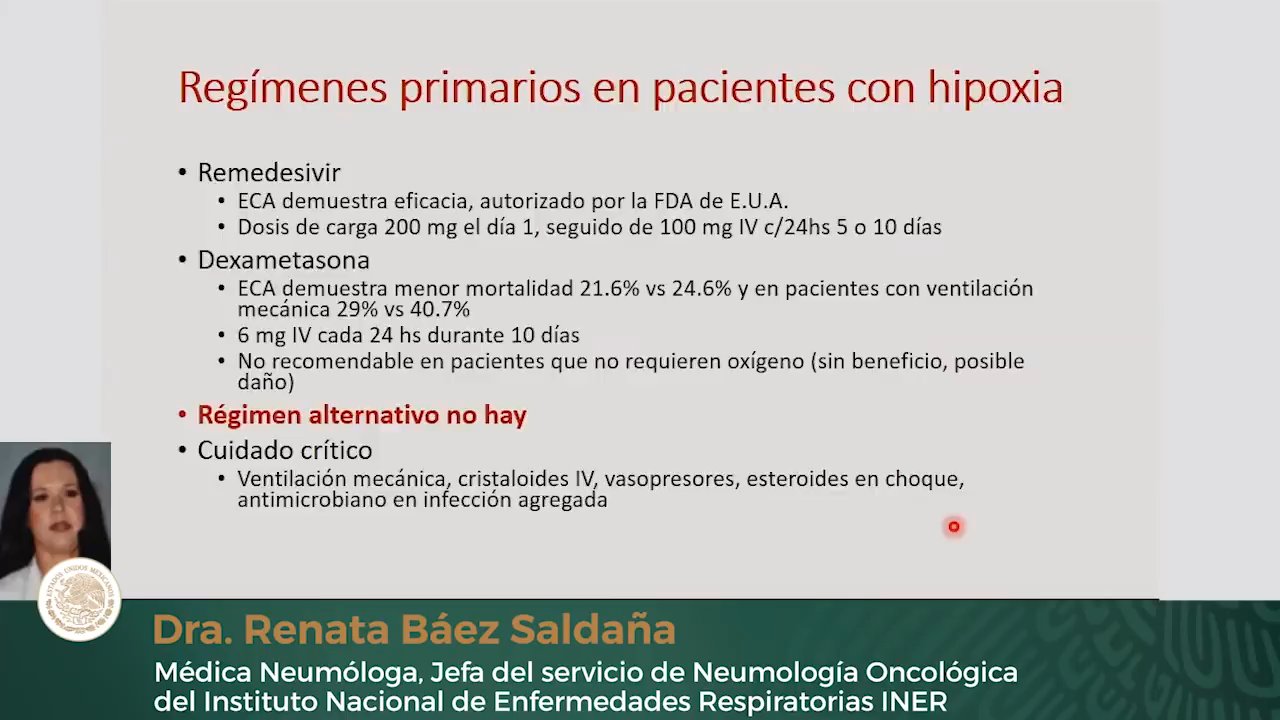 Regímenes primarios en pacientes con hipoxia
• Remedesivir
• ECA demuestra eficacia, autorizado por la FDA de E.U.A.
• Dosis de carga 200 mg el día 1, seguido de 100 mg IV c/24hs 5 o 10 días
• Dexametasona
• ECA demuestra menor mortalidad 21.6% vs 24.6% y en pacientes con ventilación
mecánica 29% vs 40.7%
• 6 mg IV cada 24 hs durante 10 días
• No recomendable en pacientes que no requieren oxígeno (sin beneficio, posible
daño)
• Régimen alternativo no hay
• Cuidado crítico
• Ventilación mecánica, cristaloides IV, vasopresores, esteroides en choque,
antimicrobiano en infección agregada
ESTADOS UNIDOS MEXICANOS
Dra. Renata Báez Saldaña
Médica Neumóloga, Jefa del servicio de Neumología Oncológica
del Instituto Nacional de Enfermedades Respiratorias INER